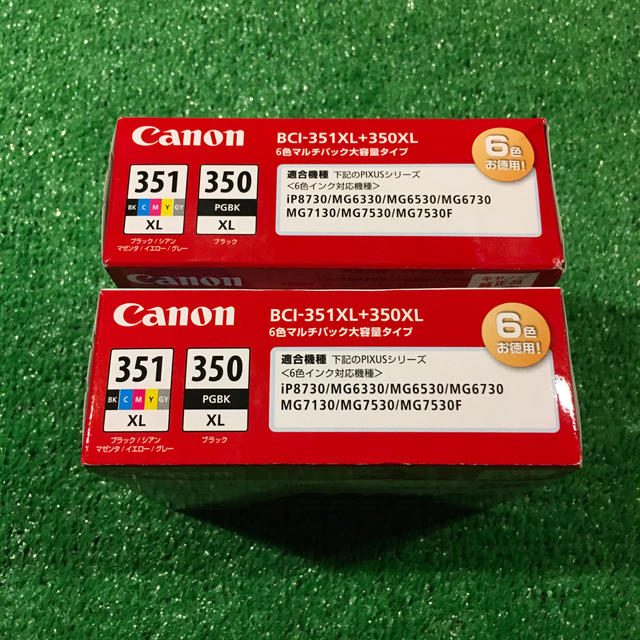 Canon
BCI-351XL+350XL
6色マルチパック大容量タイプ
6色
お徳用!
351
BK C M Y GY
XL
ブラック/シアン
マゼンタ/イエロー/グレー
350
PGBK
XL
ブラック
適合機種 下記のPIXUSシリーズ
<6色インク対応機種>
iP8730/MG6330/MG6530/MG6730
MG7130/MG7530/MG7530F
キヤノン
純正品
Canon
BCI-351XL+350XL
6色マルチパック大容量タイプ
6色
お徳用!
351
BK C M Y GY
XL
ブラック/シアン
マゼンタ/イエロー/グレー
350
PGBK
XL
ブラック
適合機種 下記のPIXUSシリーズ
<6色インク対応機種>
iP8730/MG6330/MG6530/MG6730
MG7130/MG7530/MG7530F